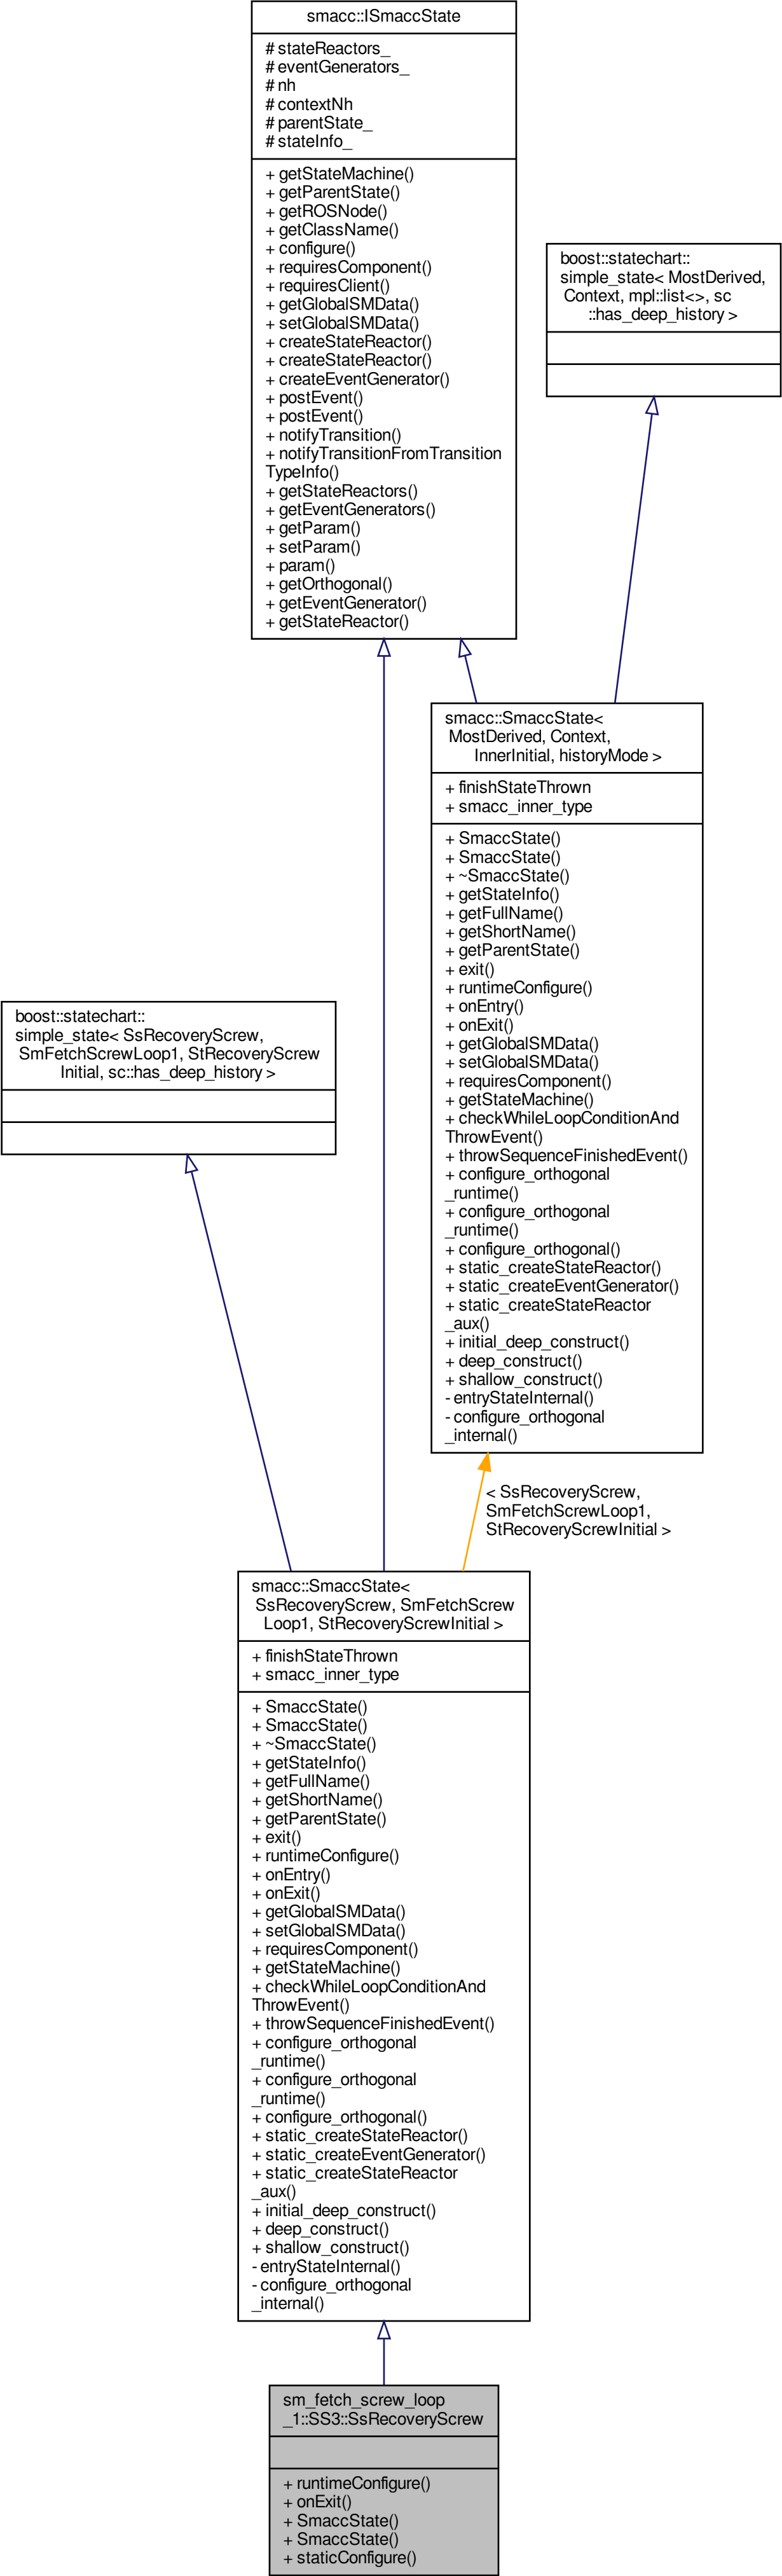 smacc::ISmaccState
# stateReactors_
# eventGenerators_
# nh
# contextNh
# parentState_
# stateInfo_
+ getStateMachine()
+ getParentState()
+ getROSNode()
+ getClassName()
+ configure()
+ requiresComponent()
+ requiresClient()
+ getGlobalSMData()
+ setGlobalSMData()
+ createStateReactor()
+ createStateReactor()
+ createEventGenerator()
+ postEvent()
+ postEvent()
+ notifyTransition()
+ notifyTransitionFromTransition
TypeInfo()
+ getStateReactors()
+ getEventGenerators()
+ getParam()
+ setParam()
+ param()
+ getOrthogonal()
+ getEventGenerator()
+ getStateReactor()
boost::statechart::
simple_state< MostDerived,
Context, mpl::list<>, sc
::has_deep_history >
smacc::SmaccState<
MostDerived, Context,
InnerInitial, historyMode >
+ finishStateThrown
+ smacc_inner_type
+ SmaccState()
+ SmaccState()
+ ~SmaccState()
+ getStateInfo()
+ getFullName()
+ getShortName()
+ getParentState()
+ exit()
+ runtimeConfigure()
+ onEntry()
+ onExit()
+ getGlobalSMData()
+ setGlobalSMData()
+ requiresComponent()
+ getStateMachine()
+ checkWhileLoopConditionAnd
ThrowEvent()
+ throwSequenceFinishedEvent()
+ configure_orthogonal
_runtime()
+ configure_orthogonal
_runtime()
+ configure_orthogonal()
+ static_createStateReactor()
+ static_createEventGenerator()
+ static_createStateReactor
_aux()
+ initial_deep_construct()
+ deep_construct()
+ shallow_construct()
- entryStateInternal()
- configure_orthogonal
_internal()
boost::statechart::
simple_state< SsRecoveryScrew,
SmFetchScrewLoop1, StRecoveryScrew
Initial, sc::has_deep_history >
< SsRecoveryScrew,
SmFetchScrewLoop1,
StRecoveryScrewInitial >
smacc::SmaccState<
SsRecoveryScrew, SmFetchScrew
Loop1, StRecoveryScrewInitial >
+ finishStateThrown
+ smacc_inner_type
+ SmaccState()
+ SmaccState()
+ ~SmaccState()
+ getStateInfo()
+ getFullName()
+ getShortName()
+ getParentState()
+ exit()
+ runtimeConfigure()
+ onEntry()
+ onExit()
+ getGlobalSMData()
+ setGlobalSMData()
+ requiresComponent()
+ getStateMachine()
+ checkWhileLoopConditionAnd
ThrowEvent()
+ throwSequenceFinishedEvent()
+ configure_orthogonal
_runtime()
+ configure_orthogonal
_runtime()
+ configure_orthogonal()
+ static_createStateReactor()
+ static_createEventGenerator()
+ static_createStateReactor
_aux()
+ initial_deep_construct()
+ deep_construct()
+ shallow_construct()
- entryStateInternal()
- configure_orthogonal
_internal()
sm_fetch_screw_loop
_1::SS3::SsRecoveryScrew
+ runtimeConfigure()
+ onExit()
+ SmaccState()
+ SmaccState()
+ staticConfigure()